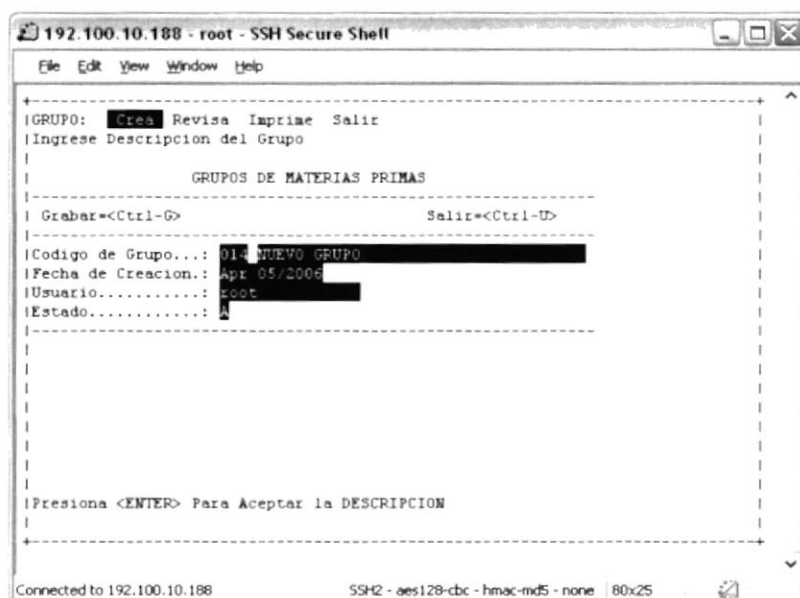 192.100.10.188 - root - SSH Secure Shell
File Edit View Window Help
GRUPO: Crea Revisa Imprime Salir
Ingrese Descripcion del Grupo
GRUPOS DE MATERIAS PRIMAS
Grabar=<Ctrl-G> Salir=<Ctrl-U>
Codigo de Grupo...: 014 NUEVO GRUPO
Fecha de Creacion.: Apr 05/2006
Usuario...........: root
Estado............: A
Presiona <ENTER> Para Aceptar la DESCRIPCION
Connected to 192.100.10.188 SSH2 - aes128-cbc - hmac-md5 - none 80x25